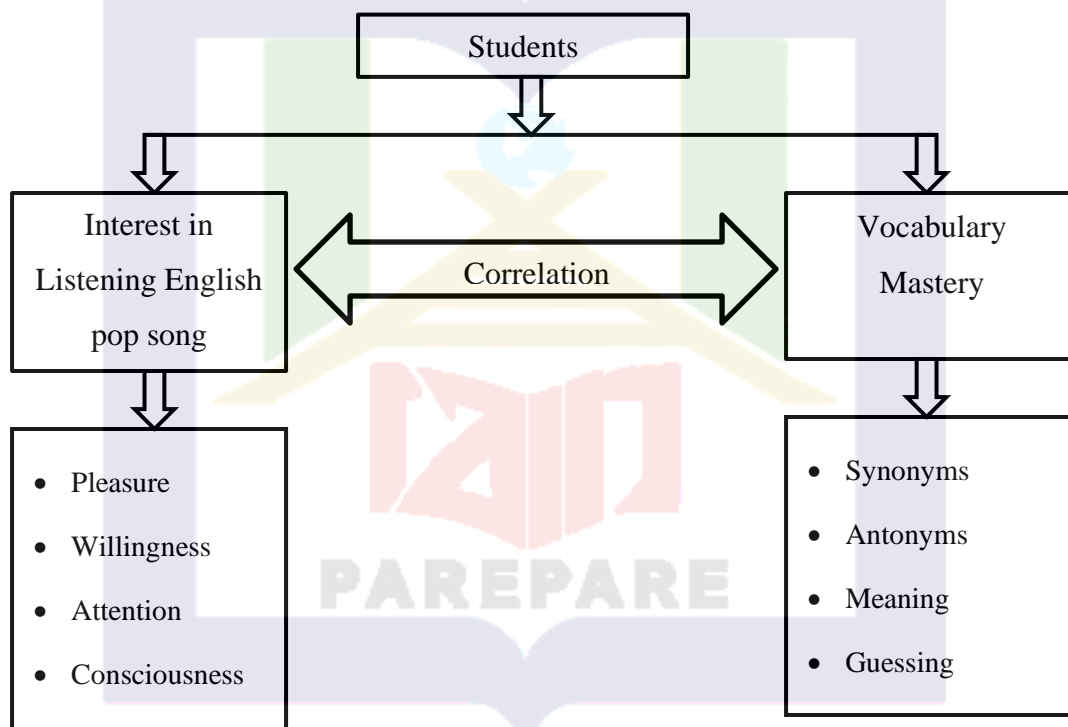 Students
Interest in
Listening English
pop song
Correlation
Vocabulary
Mastery
• Pleasure
• Willingness
• Attention
• Consciousness
• Synonyms
• Antonyms
• Meaning
• Guessing
PAREPARE